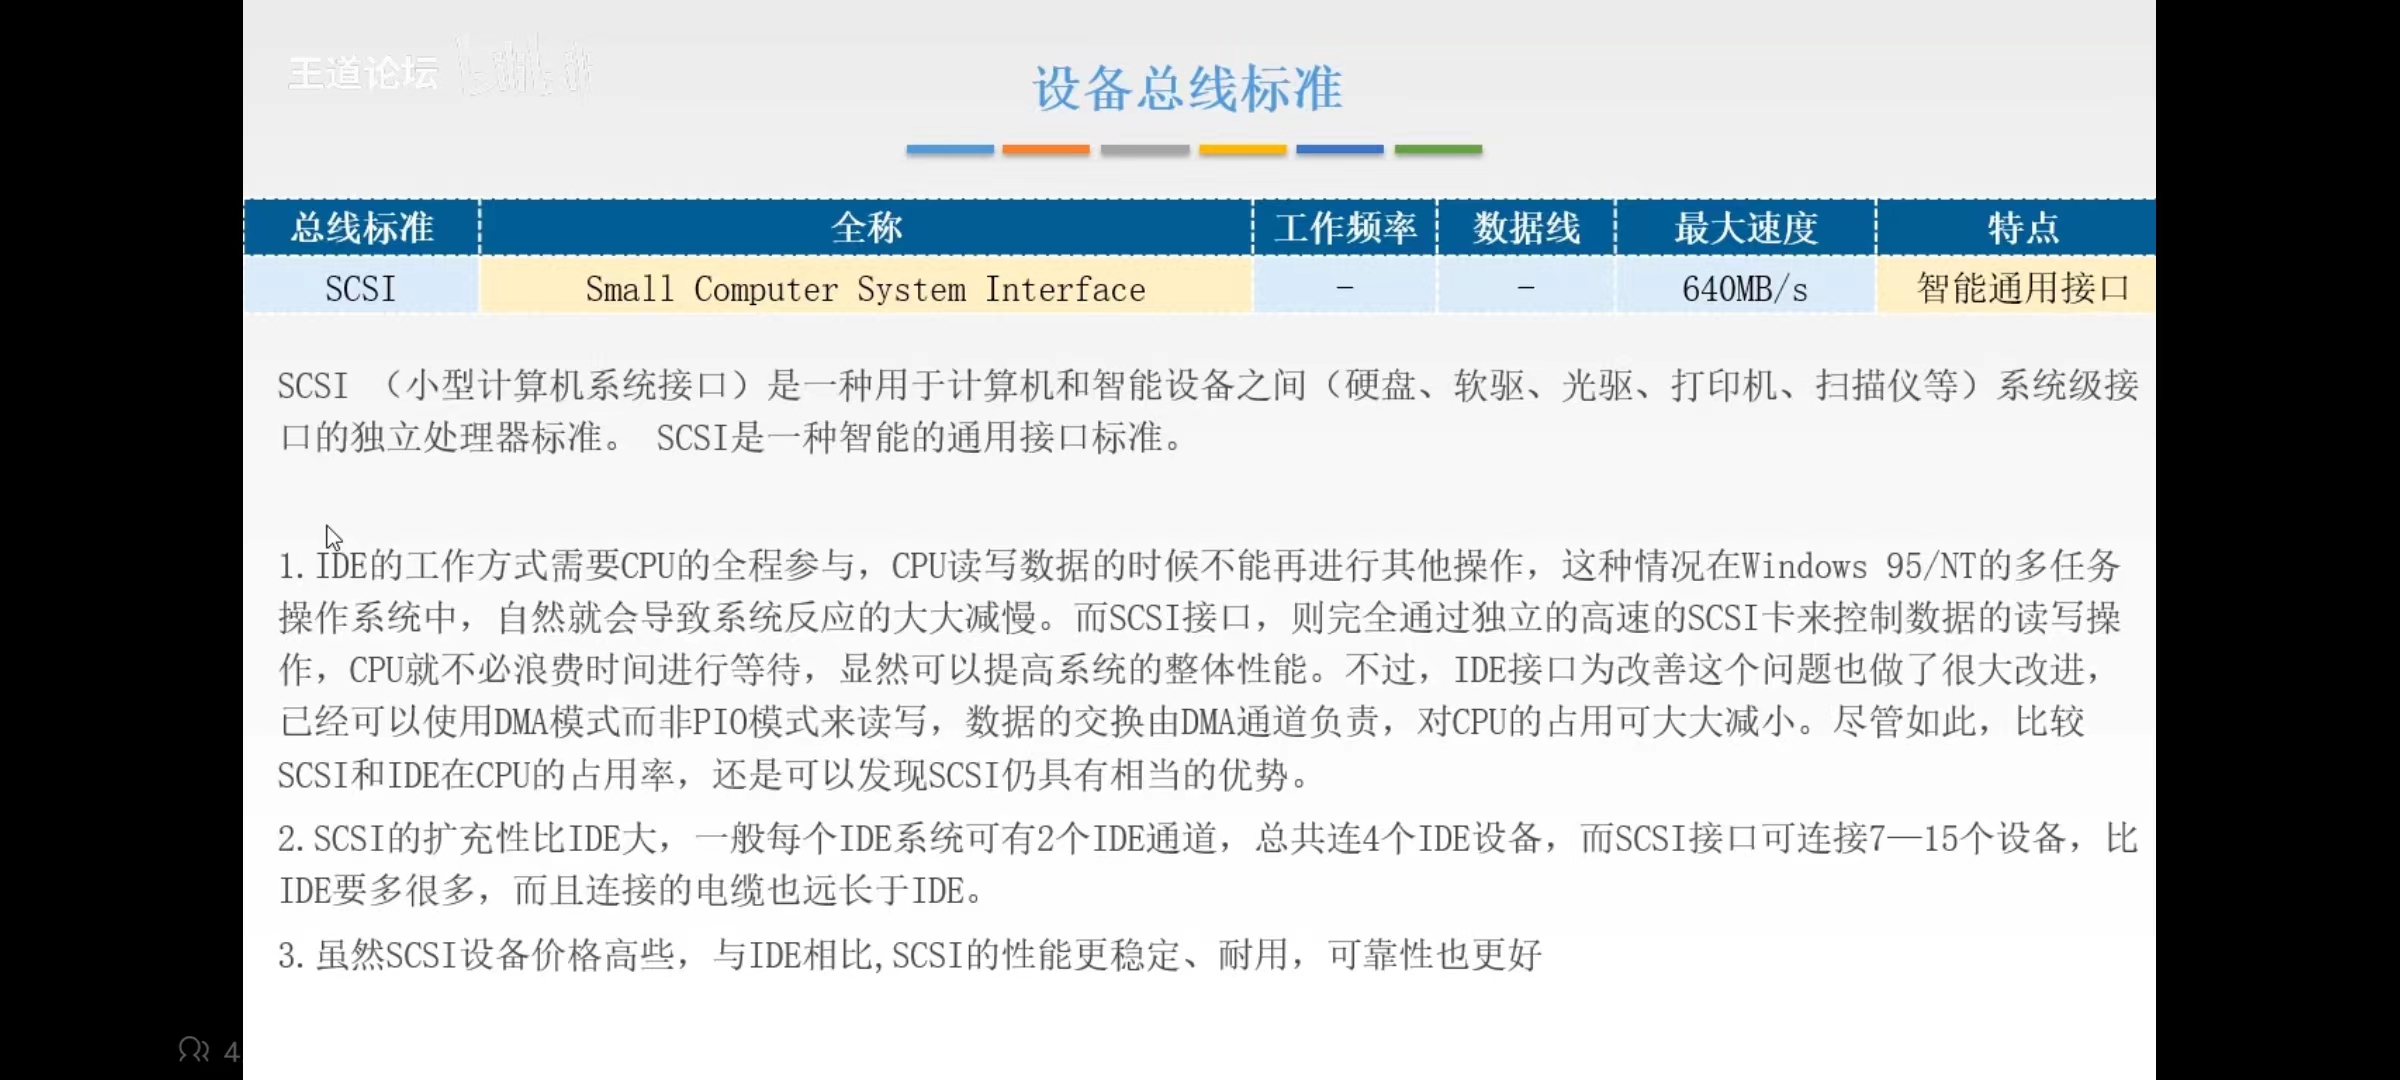 王道论坛
设备总线标准
总线标准 全称 工作频率 数据线 最大速度 特点
SCSI Small Computer System Interface - - 640MB/s 智能通用接口
SCSI （小型计算机系统接口）是一种用于计算机和智能设备之间（硬盘、软驱、光驱、打印机、扫描仪等）系统级接
口的独立处理器标准。 SCSI是一种智能的通用接口标准。
1.IDE的工作方式需要CPU的全程参与，CPU读写数据的时候不能再进行其他操作，这种情况在Windows 95/NT的多任务
操作系统中，自然就会导致系统反应的大大减慢。而SCSI接口，则完全通过独立的高速的SCSI卡来控制数据的读写操
作，CPU就不必浪费时间进行等待，显然可以提高系统的整体性能。不过，IDE接口为改善这个问题也做了很大改进，
已经可以使用DMA模式而非PIO模式来读写，数据的交换由DMA通道负责，对CPU的占用可大大减小。尽管如此，比较
SCSI和IDE在CPU的占用率，还是可以发现SCSI仍具有相当的优势。
2.SCSI的扩充性比IDE大，一般每个IDE系统可有2个IDE通道，总共连4个IDE设备，而SCSI接口可连接7—15个设备，比
IDE要多很多，而且连接的电缆也远长于IDE。
3.虽然SCSI设备价格高些，与IDE相比,SCSI的性能更稳定、耐用，可靠性也更好
4